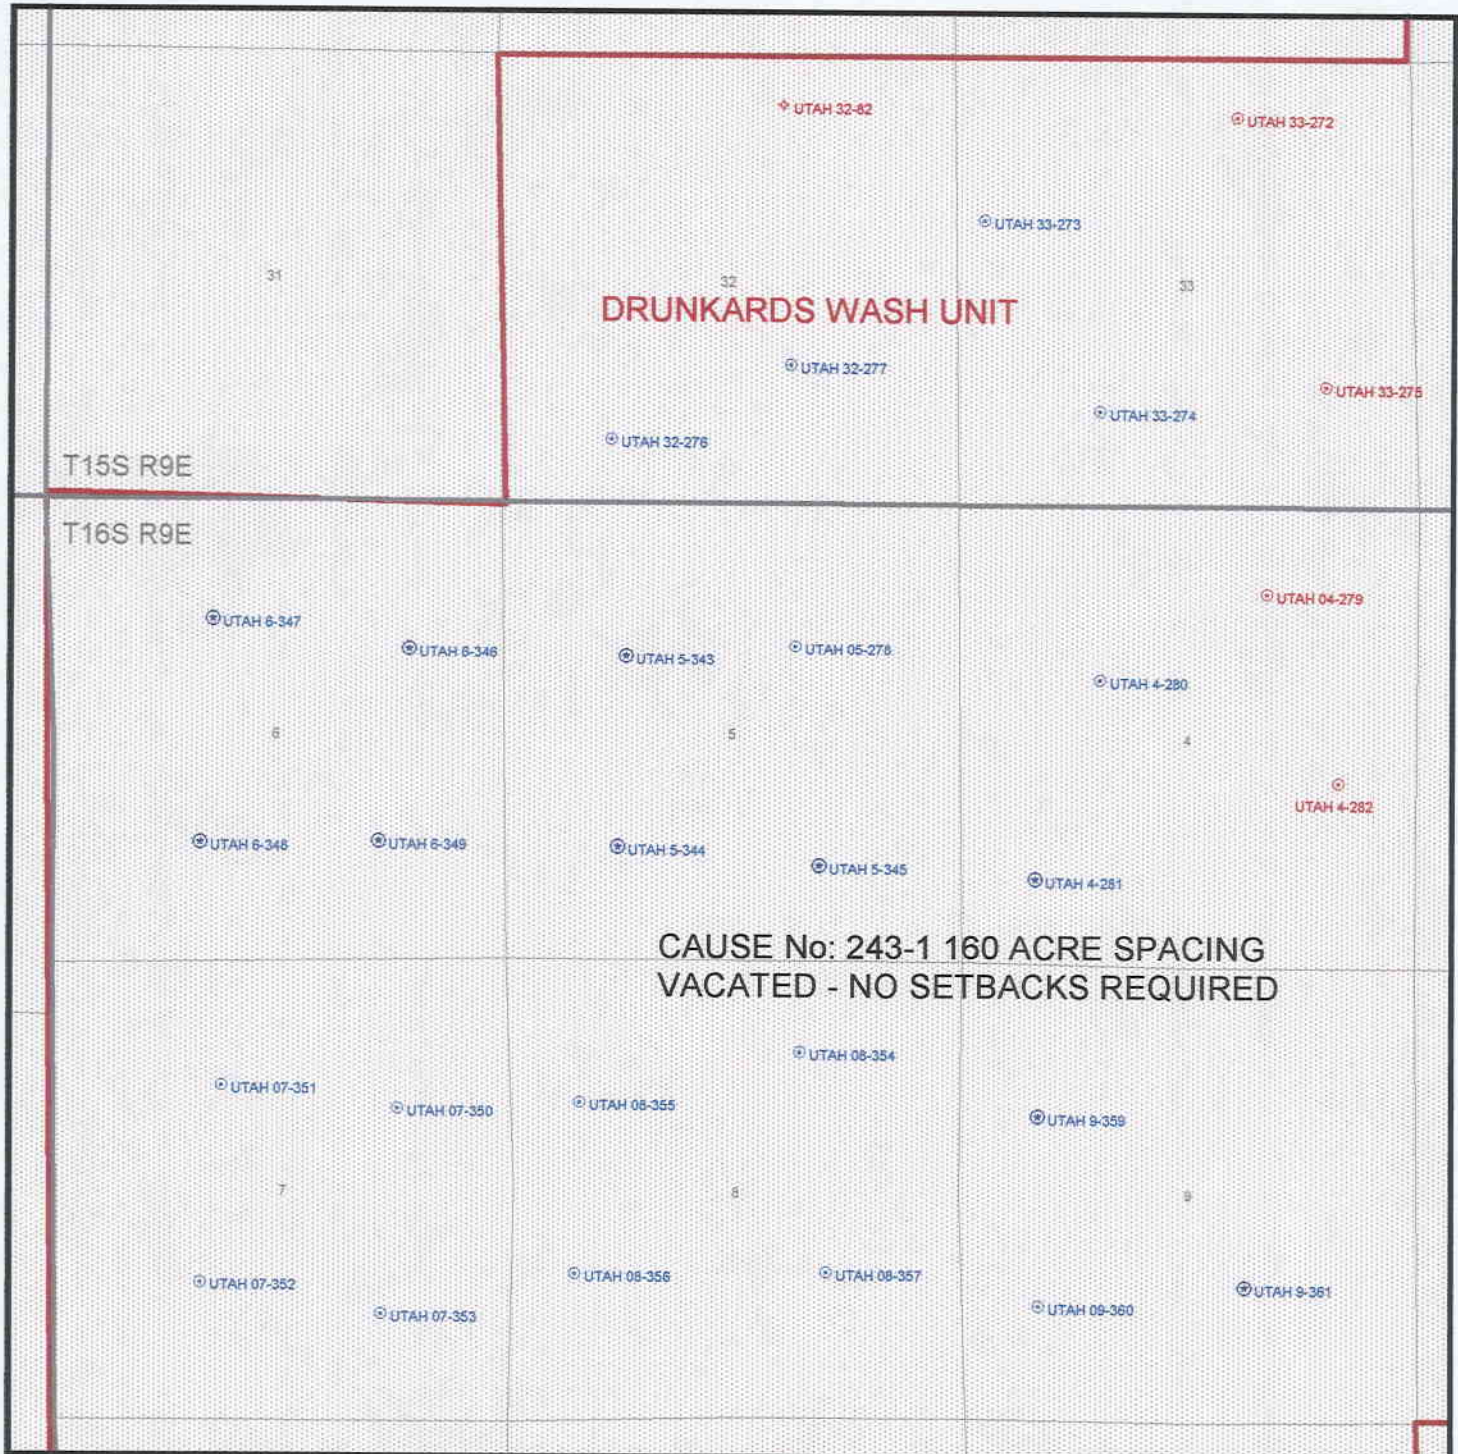 UTAH 32-82
UTAH 33-272
UTAH 33-273
31
32
33
DRUNKARDS WASH UNIT
UTAH 32-277
UTAH 33-275
UTAH 33-274
UTAH 32-276
T15S R9E
T16S R9E
UTAH 04-279
UTAH 6-347
UTAH 6-346
UTAH 5-343
UTAH 05-278
UTAH 4-280
6
5
4
UTAH 4-282
UTAH 6-348
UTAH 6-349
UTAH 5-344
UTAH 5-345
UTAH 4-281
CAUSE No: 243-1 160 ACRE SPACING
VACATED - NO SETBACKS REQUIRED
UTAH 08-354
UTAH 07-351
UTAH 07-350
UTAH 08-355
UTAH 9-359
7
8
9
UTAH 07-352
UTAH 08-356
UTAH 08-357
UTAH 9-361
UTAH 07-353
UTAH 09-360